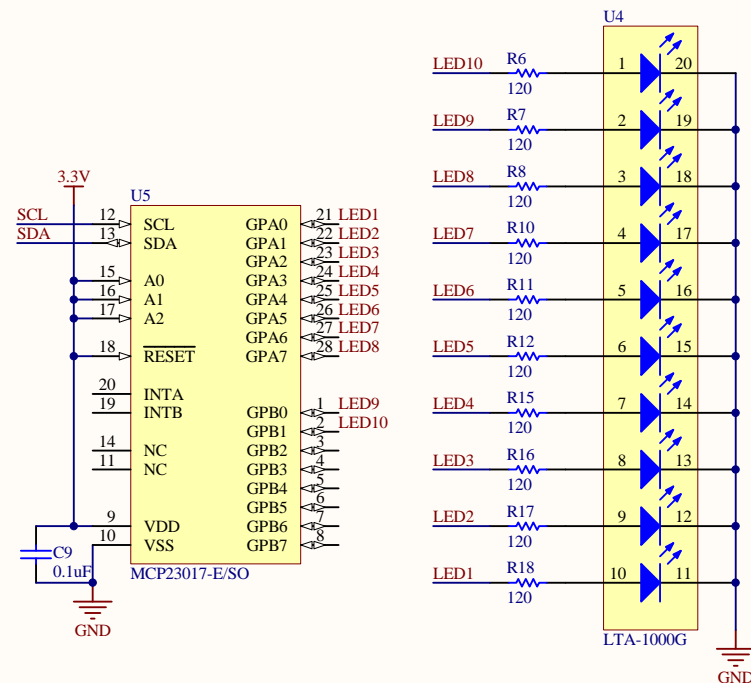 3.3V
U5
SCL 12 SCL GPA0 21 LED1
SDA 13 SDA GPA1 22 LED2
GPA2 23 LED3
15 A0 GPA3 24 LED4
16 A1 GPA4 25 LED5
17 A2 GPA5 26 LED6
GPA6 27 LED7
18 RESET GPA7 28 LED8
20 INTA
19 INTB GPB0 1 LED9
GPB1 2 LED10
14 NC GPB2 3
11 NC GPB3 4
GPB4 5
GPB5 6
9 VDD GPB6 7
10 VSS GPB7 8
C9
0.1uF
MCP23017-E/SO
GND
U4
LED10 R6 1 20
120
LED9 R7 2 19
120
LED8 R8 3 18
120
LED7 R10 4 17
120
LED6 R11 5 16
120
LED5 R12 6 15
120
LED4 R15 7 14
120
LED3 R16 8 13
120
LED2 R17 9 12
120
LED1 R18 10 11
120
LTA-1000G
GND